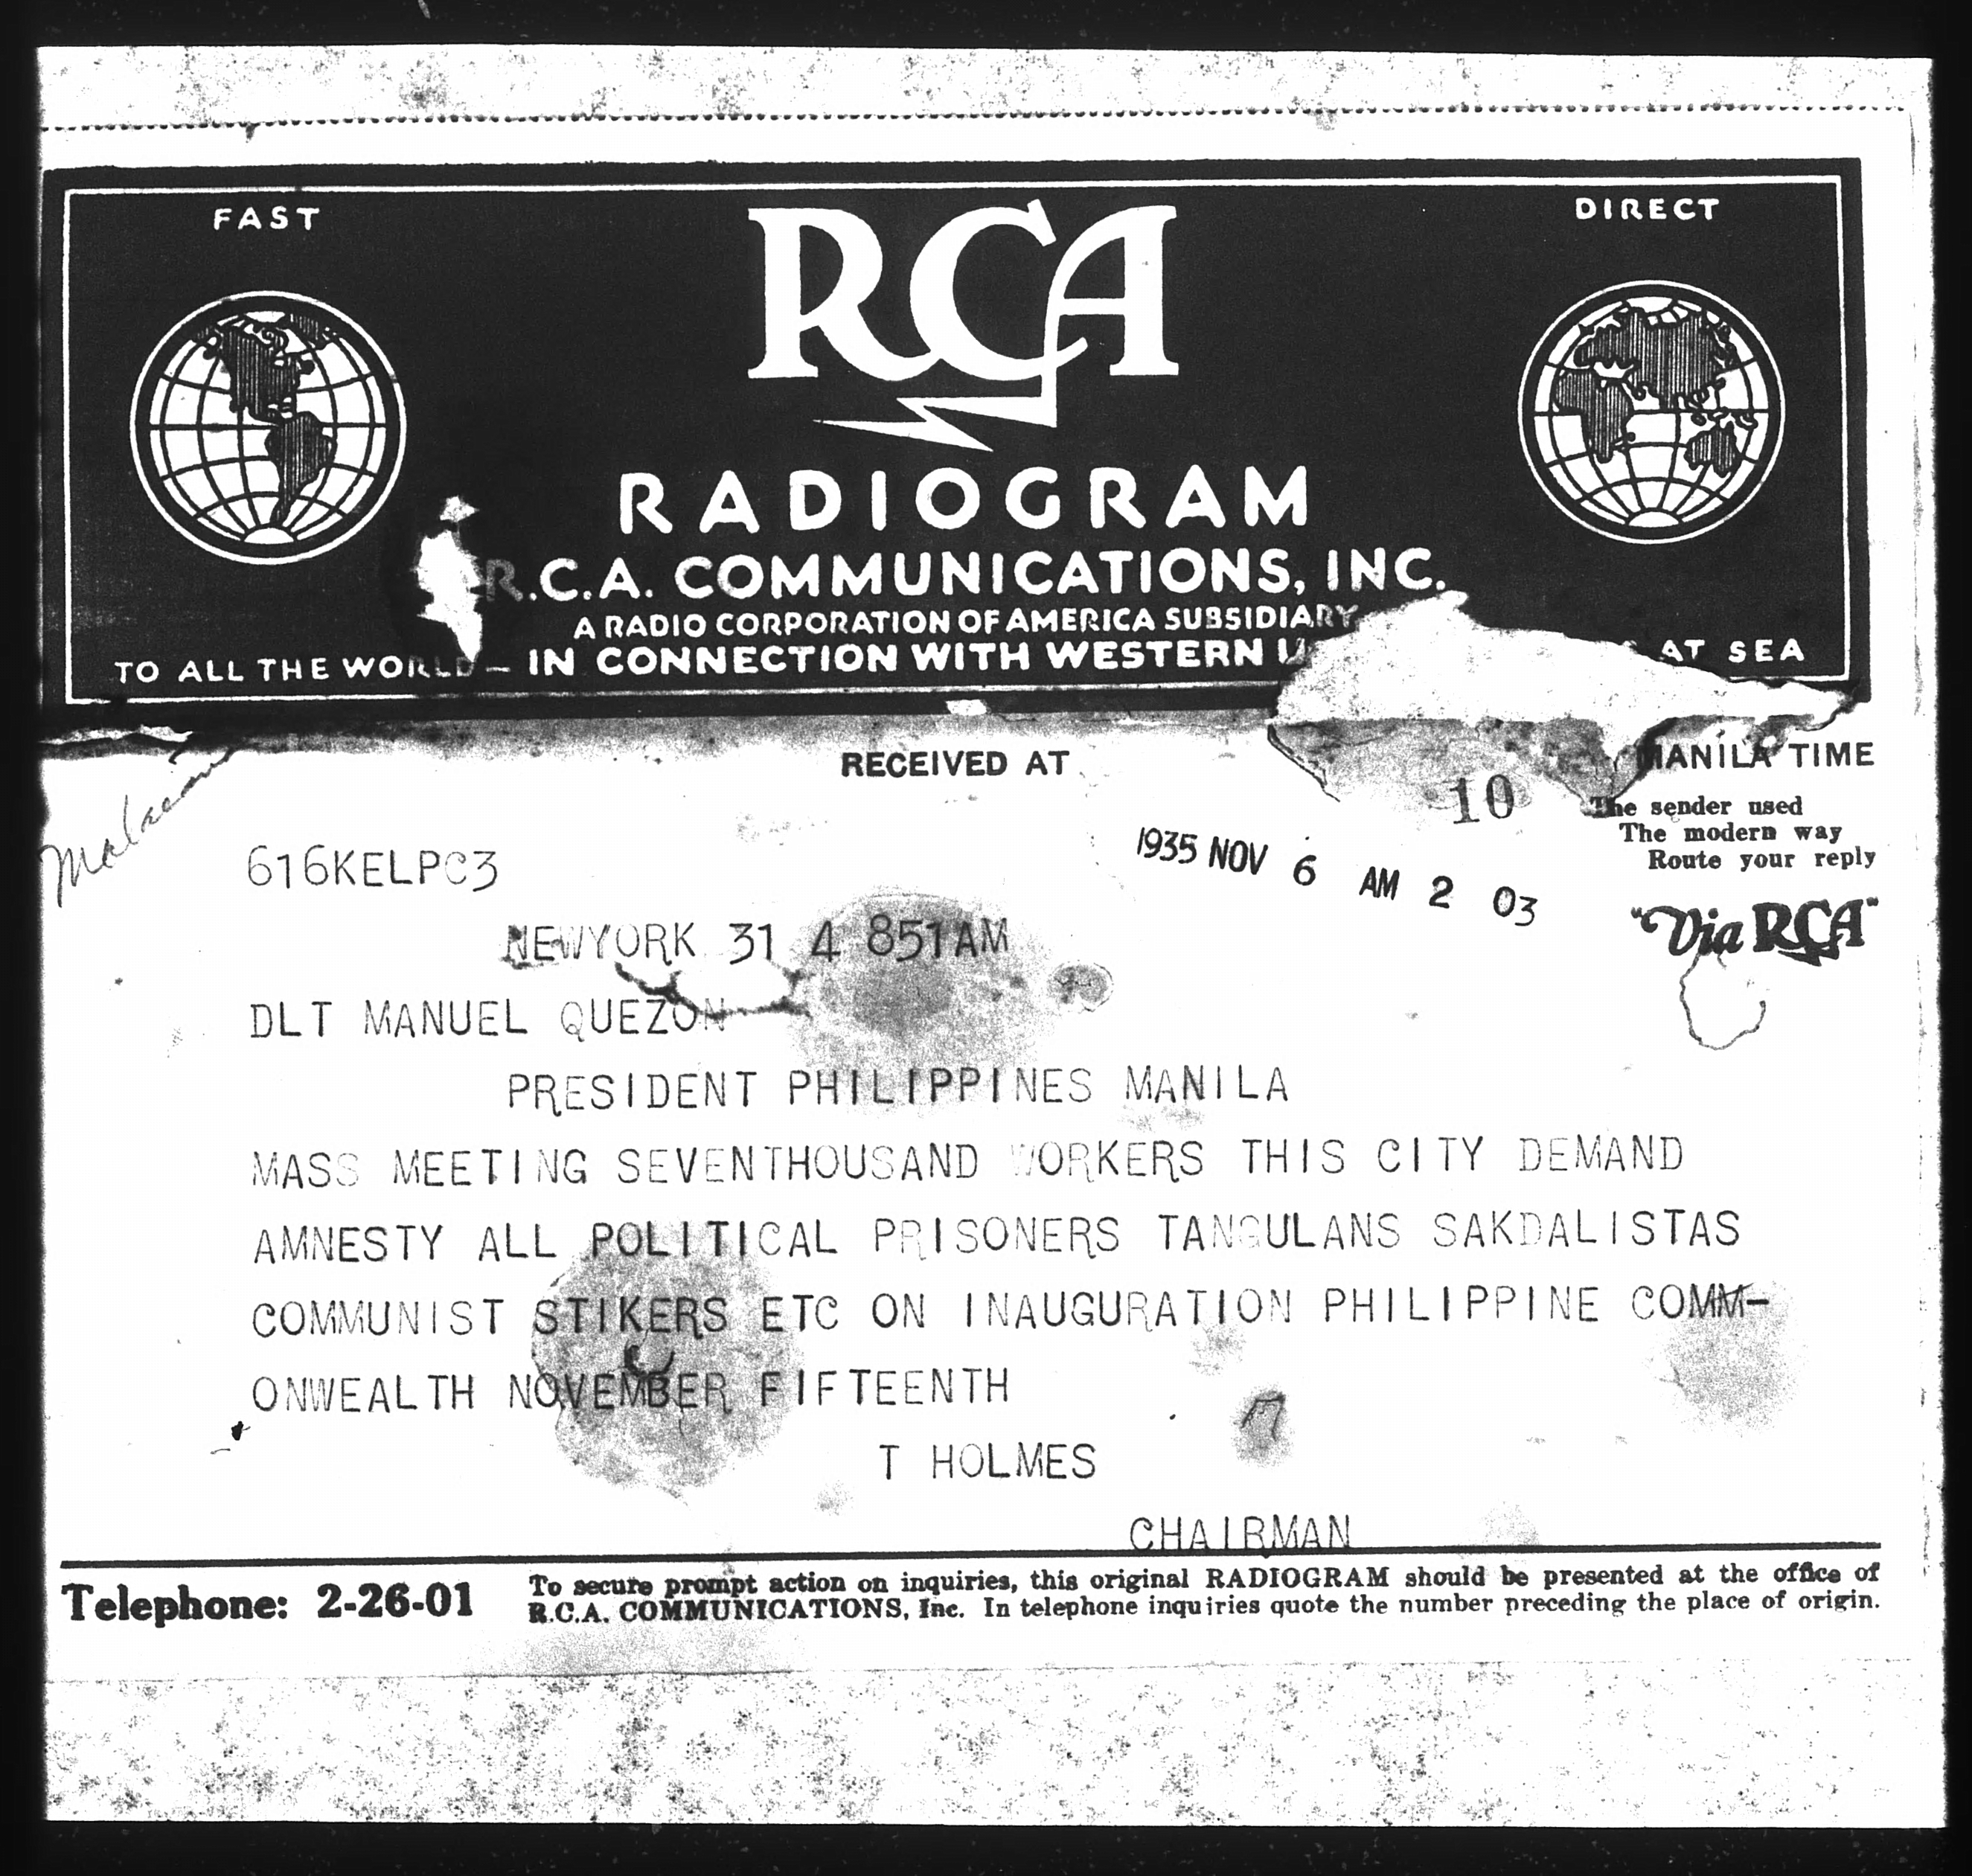 FAST
DIRECT
RCA
RADIOGRAM
R.C.A. COMMUNICATIONS, INC.
A RADIO CORPORATION OF AMERICA SUBSIDIARY
TO ALL THE WORLD — IN CONNECTION WITH WESTERN U AT SEA
RECEIVED AT
MANILA TIME
10
The sender used
The modern way
Route your reply
"Via RCA"
1935 NOV 6 AM 2 03
616KELPC3
NEWYORK 31 4 851AM
DLT MANUEL QUEZON
PRESIDENT PHILIPPINES MANILA
MASS MEETING SEVENTHOUSAND WORKERS THIS CITY DEMAND
AMNESTY ALL POLITICAL PRISONERS TANGULANS SAKDALISTAS
COMMUNIST STIKERS ETC ON INAUGURATION PHILIPPINE COMM-
ONWEALTH NOVEMBER FIFTEENTH
T HOLMES
CHAIRMAN
Telephone: 2-26-01
To secure prompt action on inquiries, this original RADIOGRAM should be presented at the office of
R.C.A. COMMUNICATIONS, Inc. In telephone inquiries quote the number preceding the place of origin.